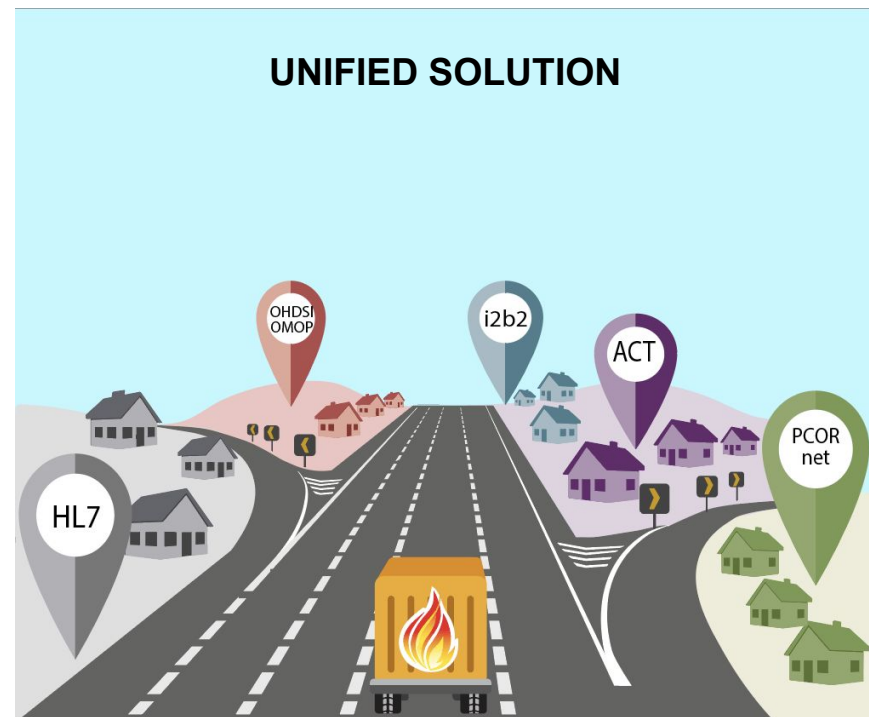 UNIFIED SOLUTION
OHDSI
OMOP
i2b2
ACT
PCOR
net
HL7